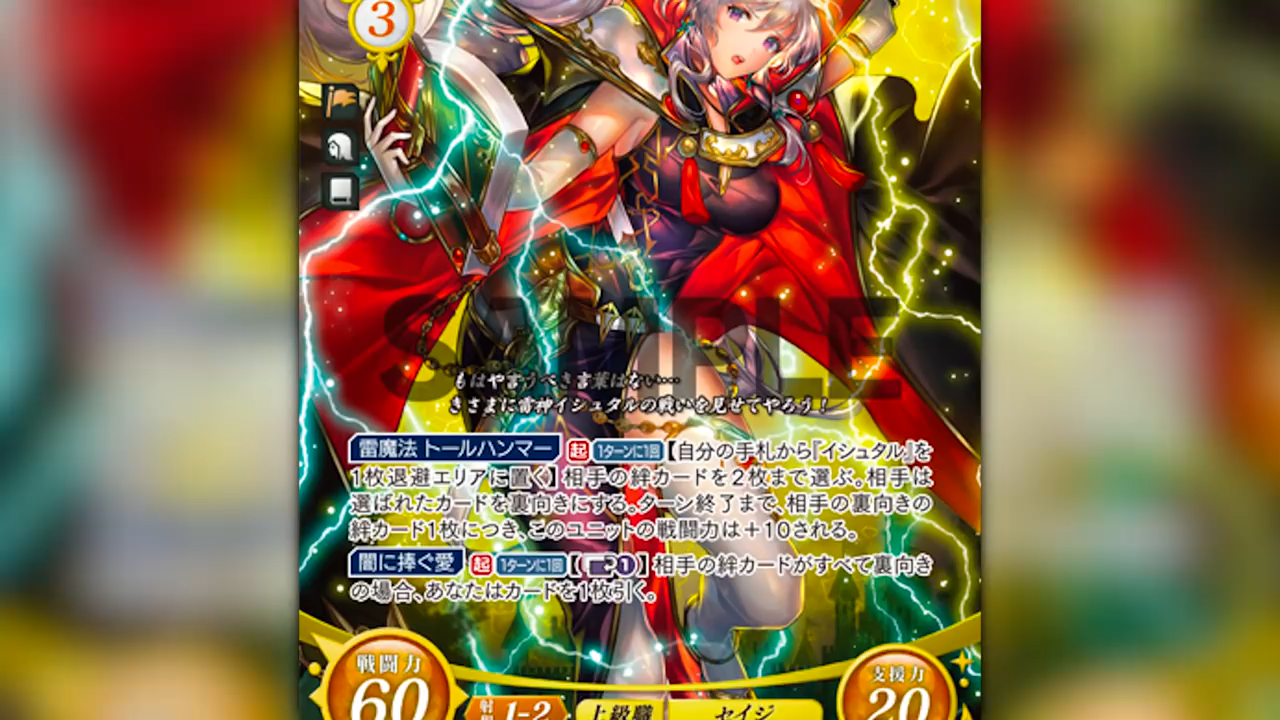 3
SAMPLE
もはや言うべき言葉はない…
きさまに雷神イシュタルの戦いを見せてやろう！
雷魔法 トールハンマー 起 1ターンに1回 【自分の手札から『イシュタル』を
1枚退避エリアに置く】相手の絆カードを2枚まで選ぶ。相手は
選ばれたカードを裏向きにする。ターン終了まで、相手の裏向きの
絆カード1枚につき、このユニットの戦闘力は＋10される。
闇に捧ぐ愛 起 1ターンに1回 【1】相手の絆カードがすべて裏向き
の場合、あなたはカードを1枚引く。
戦闘力
60
射程 1-2
上級職 セイジ
支援力
20